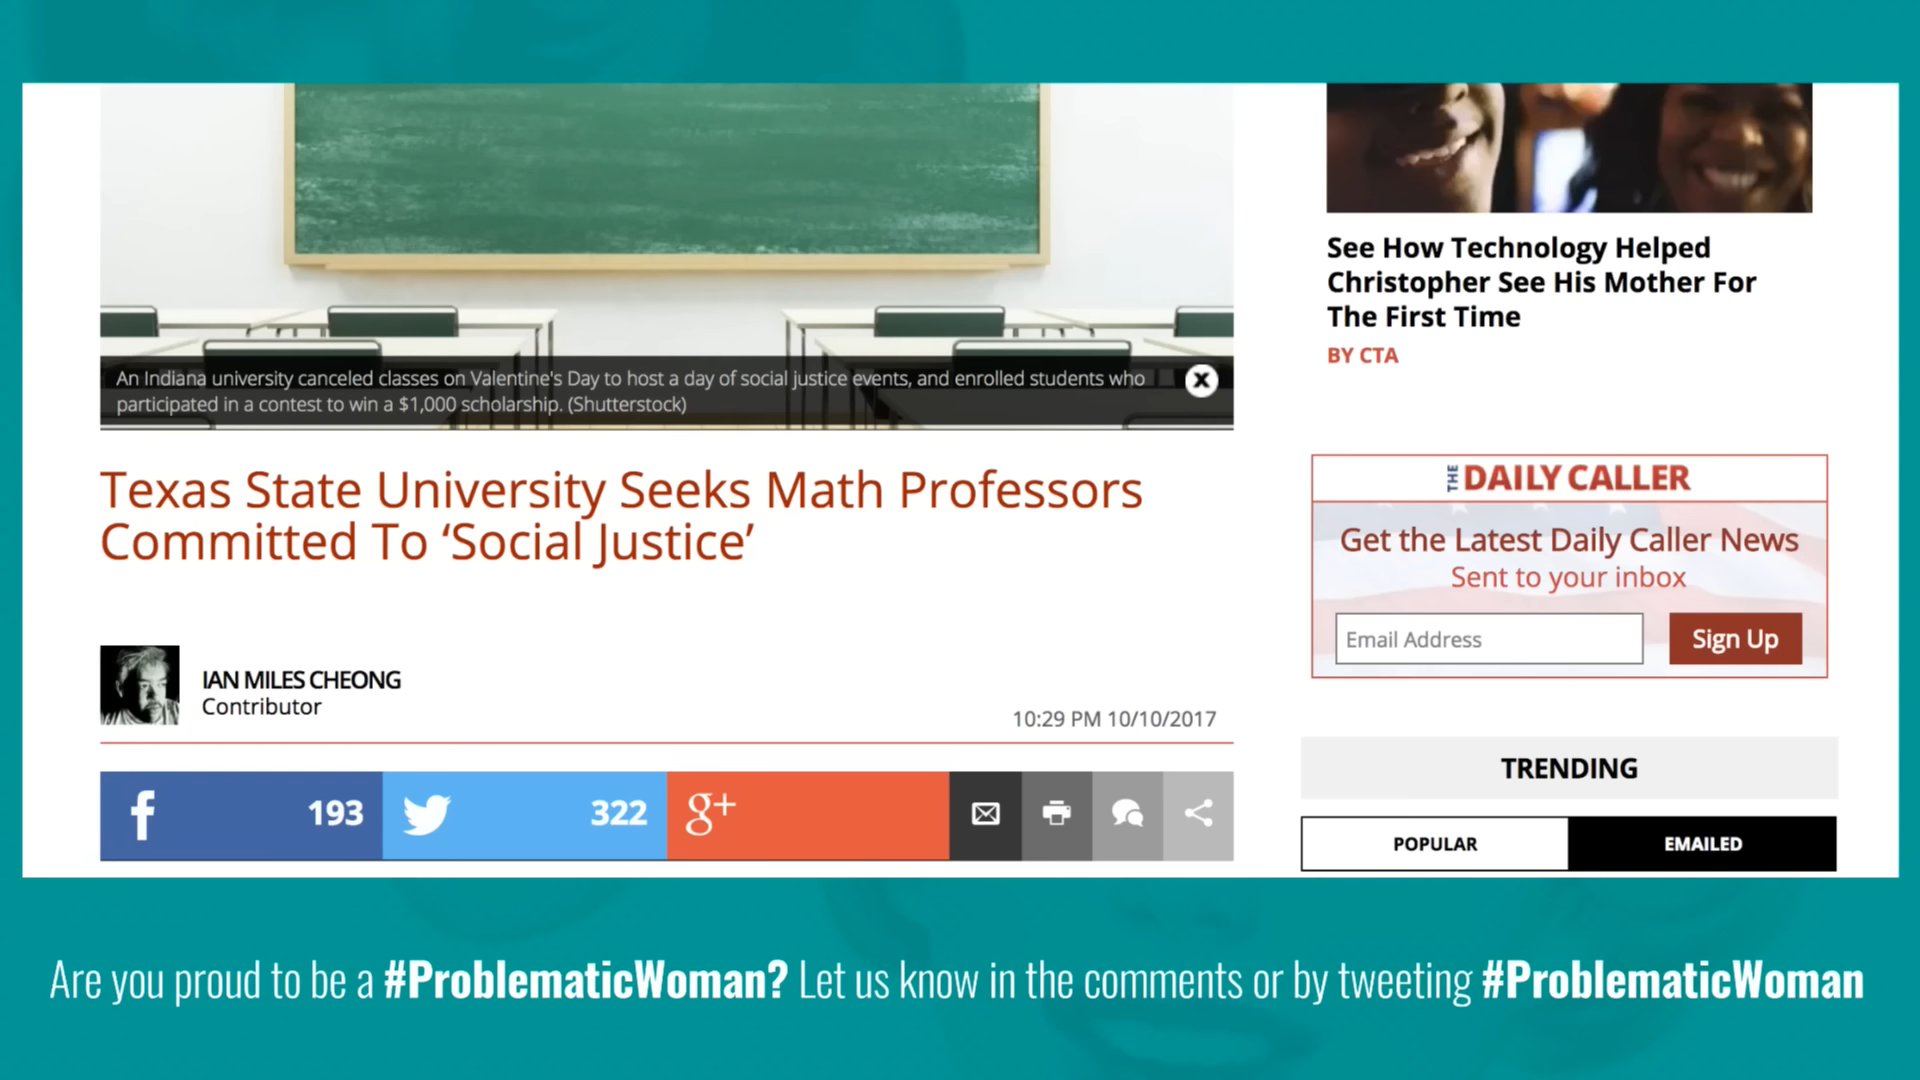 An Indiana university canceled classes on Valentine's Day to host a day of social justice events, and enrolled students who
participated in a contest to win a $1,000 scholarship. (Shutterstock)
Texas State University Seeks Math Professors
Committed To ‘Social Justice’
IAN MILES CHEONG
Contributor
10:29 PM 10/10/2017
193
322
g+
See How Technology Helped
Christopher See His Mother For
The First Time
BY CTA
THE DAILY CALLER
Get the Latest Daily Caller News
Sent to your inbox
Email Address
Sign Up
TRENDING
POPULAR
EMAILED
Are you proud to be a #ProblematicWoman? Let us know in the comments or by tweeting #ProblematicWoman